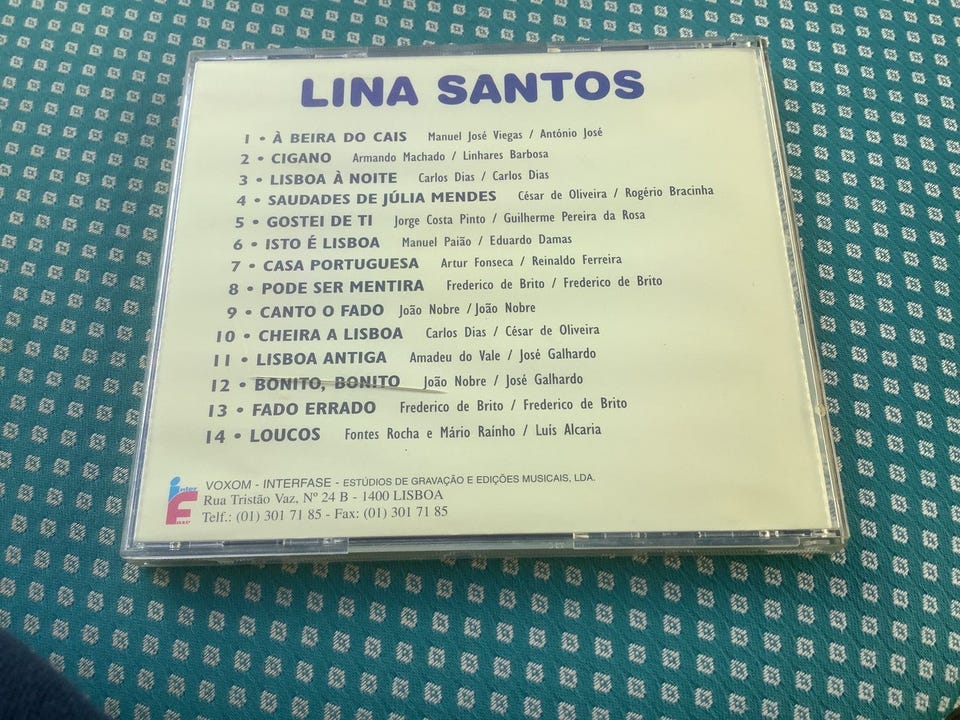 LINA SANTOS
1 • À BEIRA DO CAIS Manuel José Viegas / António José
2 • CIGANO Armando Machado / Linhares Barbosa
3 • LISBOA À NOITE Carlos Dias / Carlos Dias
4 • SAUDADES DE JÚLIA MENDES César de Oliveira / Rogério Bracinha
5 • GOSTEI DE TI Jorge Costa Pinto / Guilherme Pereira da Rosa
6 • ISTO É LISBOA Manuel Paião / Eduardo Damas
7 • CASA PORTUGUESA Artur Fonseca / Reinaldo Ferreira
8 • PODE SER MENTIRA Frederico de Brito / Frederico de Brito
9 • CANTO O FADO João Nobre / João Nobre
10 • CHEIRA A LISBOA Carlos Dias / César de Oliveira
11 • LISBOA ANTIGA Amadeu do Vale / José Galhardo
12 • BONITO, BONITO João Nobre / José Galhardo
13 • FADO ERRADO Frederico de Brito / Frederico de Brito
14 • LOUCOS Fontes Rocha e Mário Raínho / Luís Alcaria
inter Fase
VOXOM - INTERFASE - ESTÚDIOS DE GRAVAÇÃO E EDIÇÕES MUSICAIS, LDA.
Rua Tristão Vaz, Nº 24 B - 1400 LISBOA
Telf.: (01) 301 71 85 - Fax: (01) 301 71 85